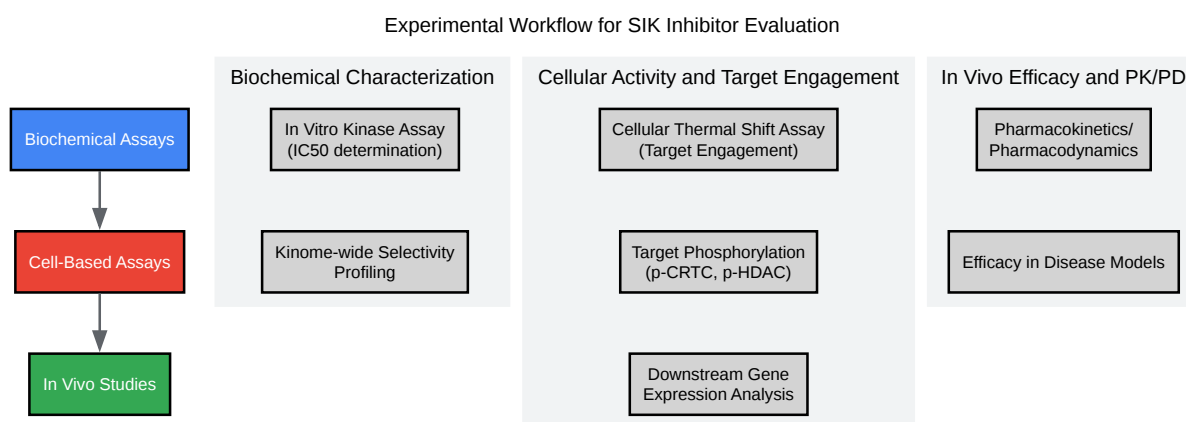 Experimental Workflow for SIK Inhibitor Evaluation
Biochemical Assays
Cell-Based Assays
In Vivo Studies
Biochemical Characterization
In Vitro Kinase Assay
(IC50 determination)
Kinome-wide Selectivity
Profiling
Cellular Activity and Target Engagement
Cellular Thermal Shift Assay
(Target Engagement)
Target Phosphorylation
(p-CRTC, p-HDAC)
Downstream Gene
Expression Analysis
In Vivo Efficacy and PK/PD
Pharmacokinetics/
Pharmacodynamics
Efficacy in Disease Models